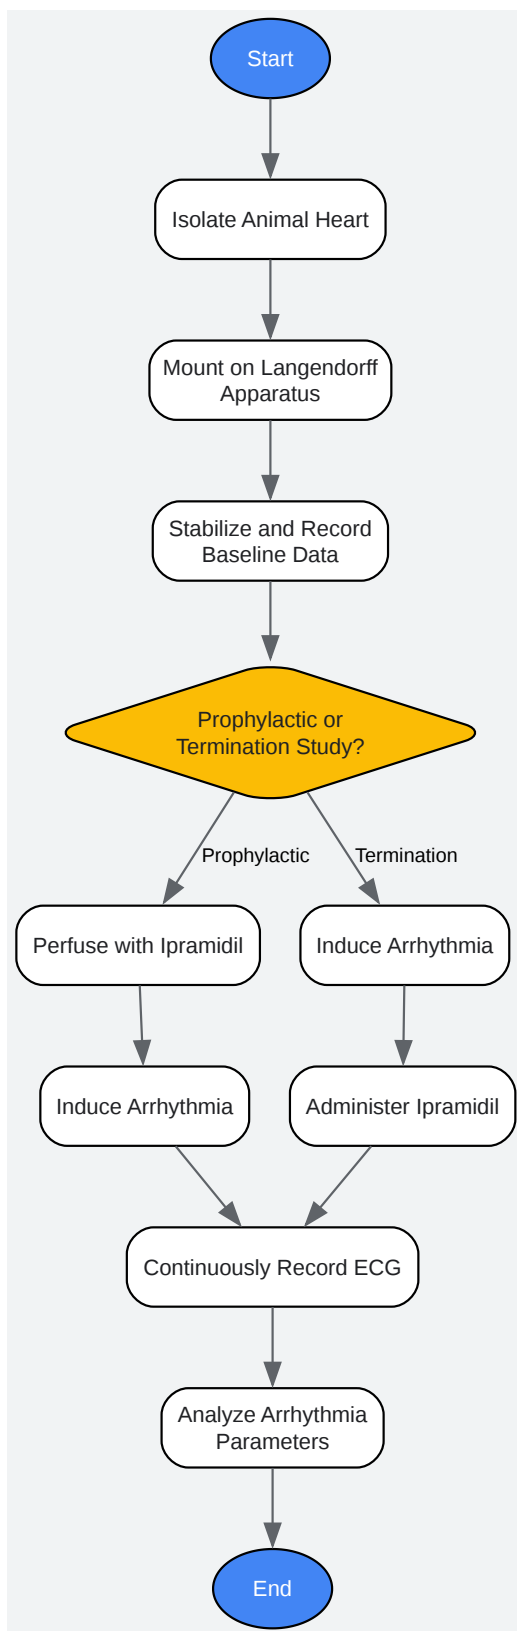 Start
Isolate Animal Heart
Mount on Langendorff
Apparatus
Stabilize and Record
Baseline Data
Prophylactic or
Termination Study?
Prophylactic
Termination
Perfuse with Ipramidil
Induce Arrhythmia
Induce Arrhythmia
Administer Ipramidil
Continuously Record ECG
Analyze Arrhythmia
Parameters
End